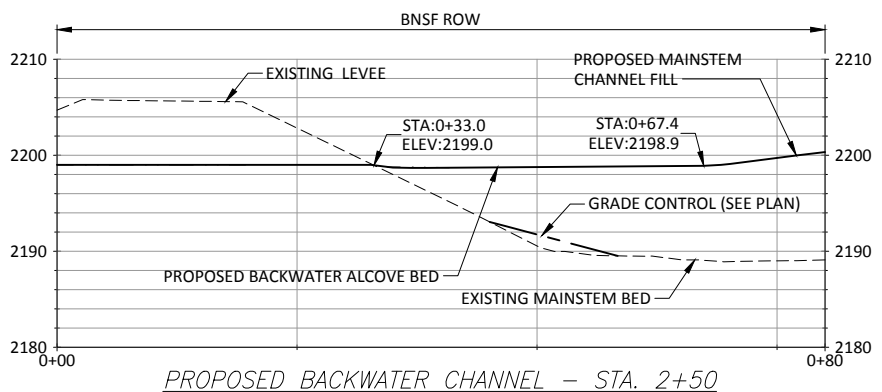 BNSF ROW
2210
2210
EXISTING LEVEE
PROPOSED MAINSTEM
CHANNEL FILL
STA:0+33.0
ELEV:2199.0
STA:0+67.4
ELEV:2198.9
2200
2200
GRADE CONTROL (SEE PLAN)
2190
2190
PROPOSED BACKWATER ALCOVE BED
EXISTING MAINSTEM BED
2180
2180
0+00
0+80
PROPOSED BACKWATER CHANNEL - STA. 2+50